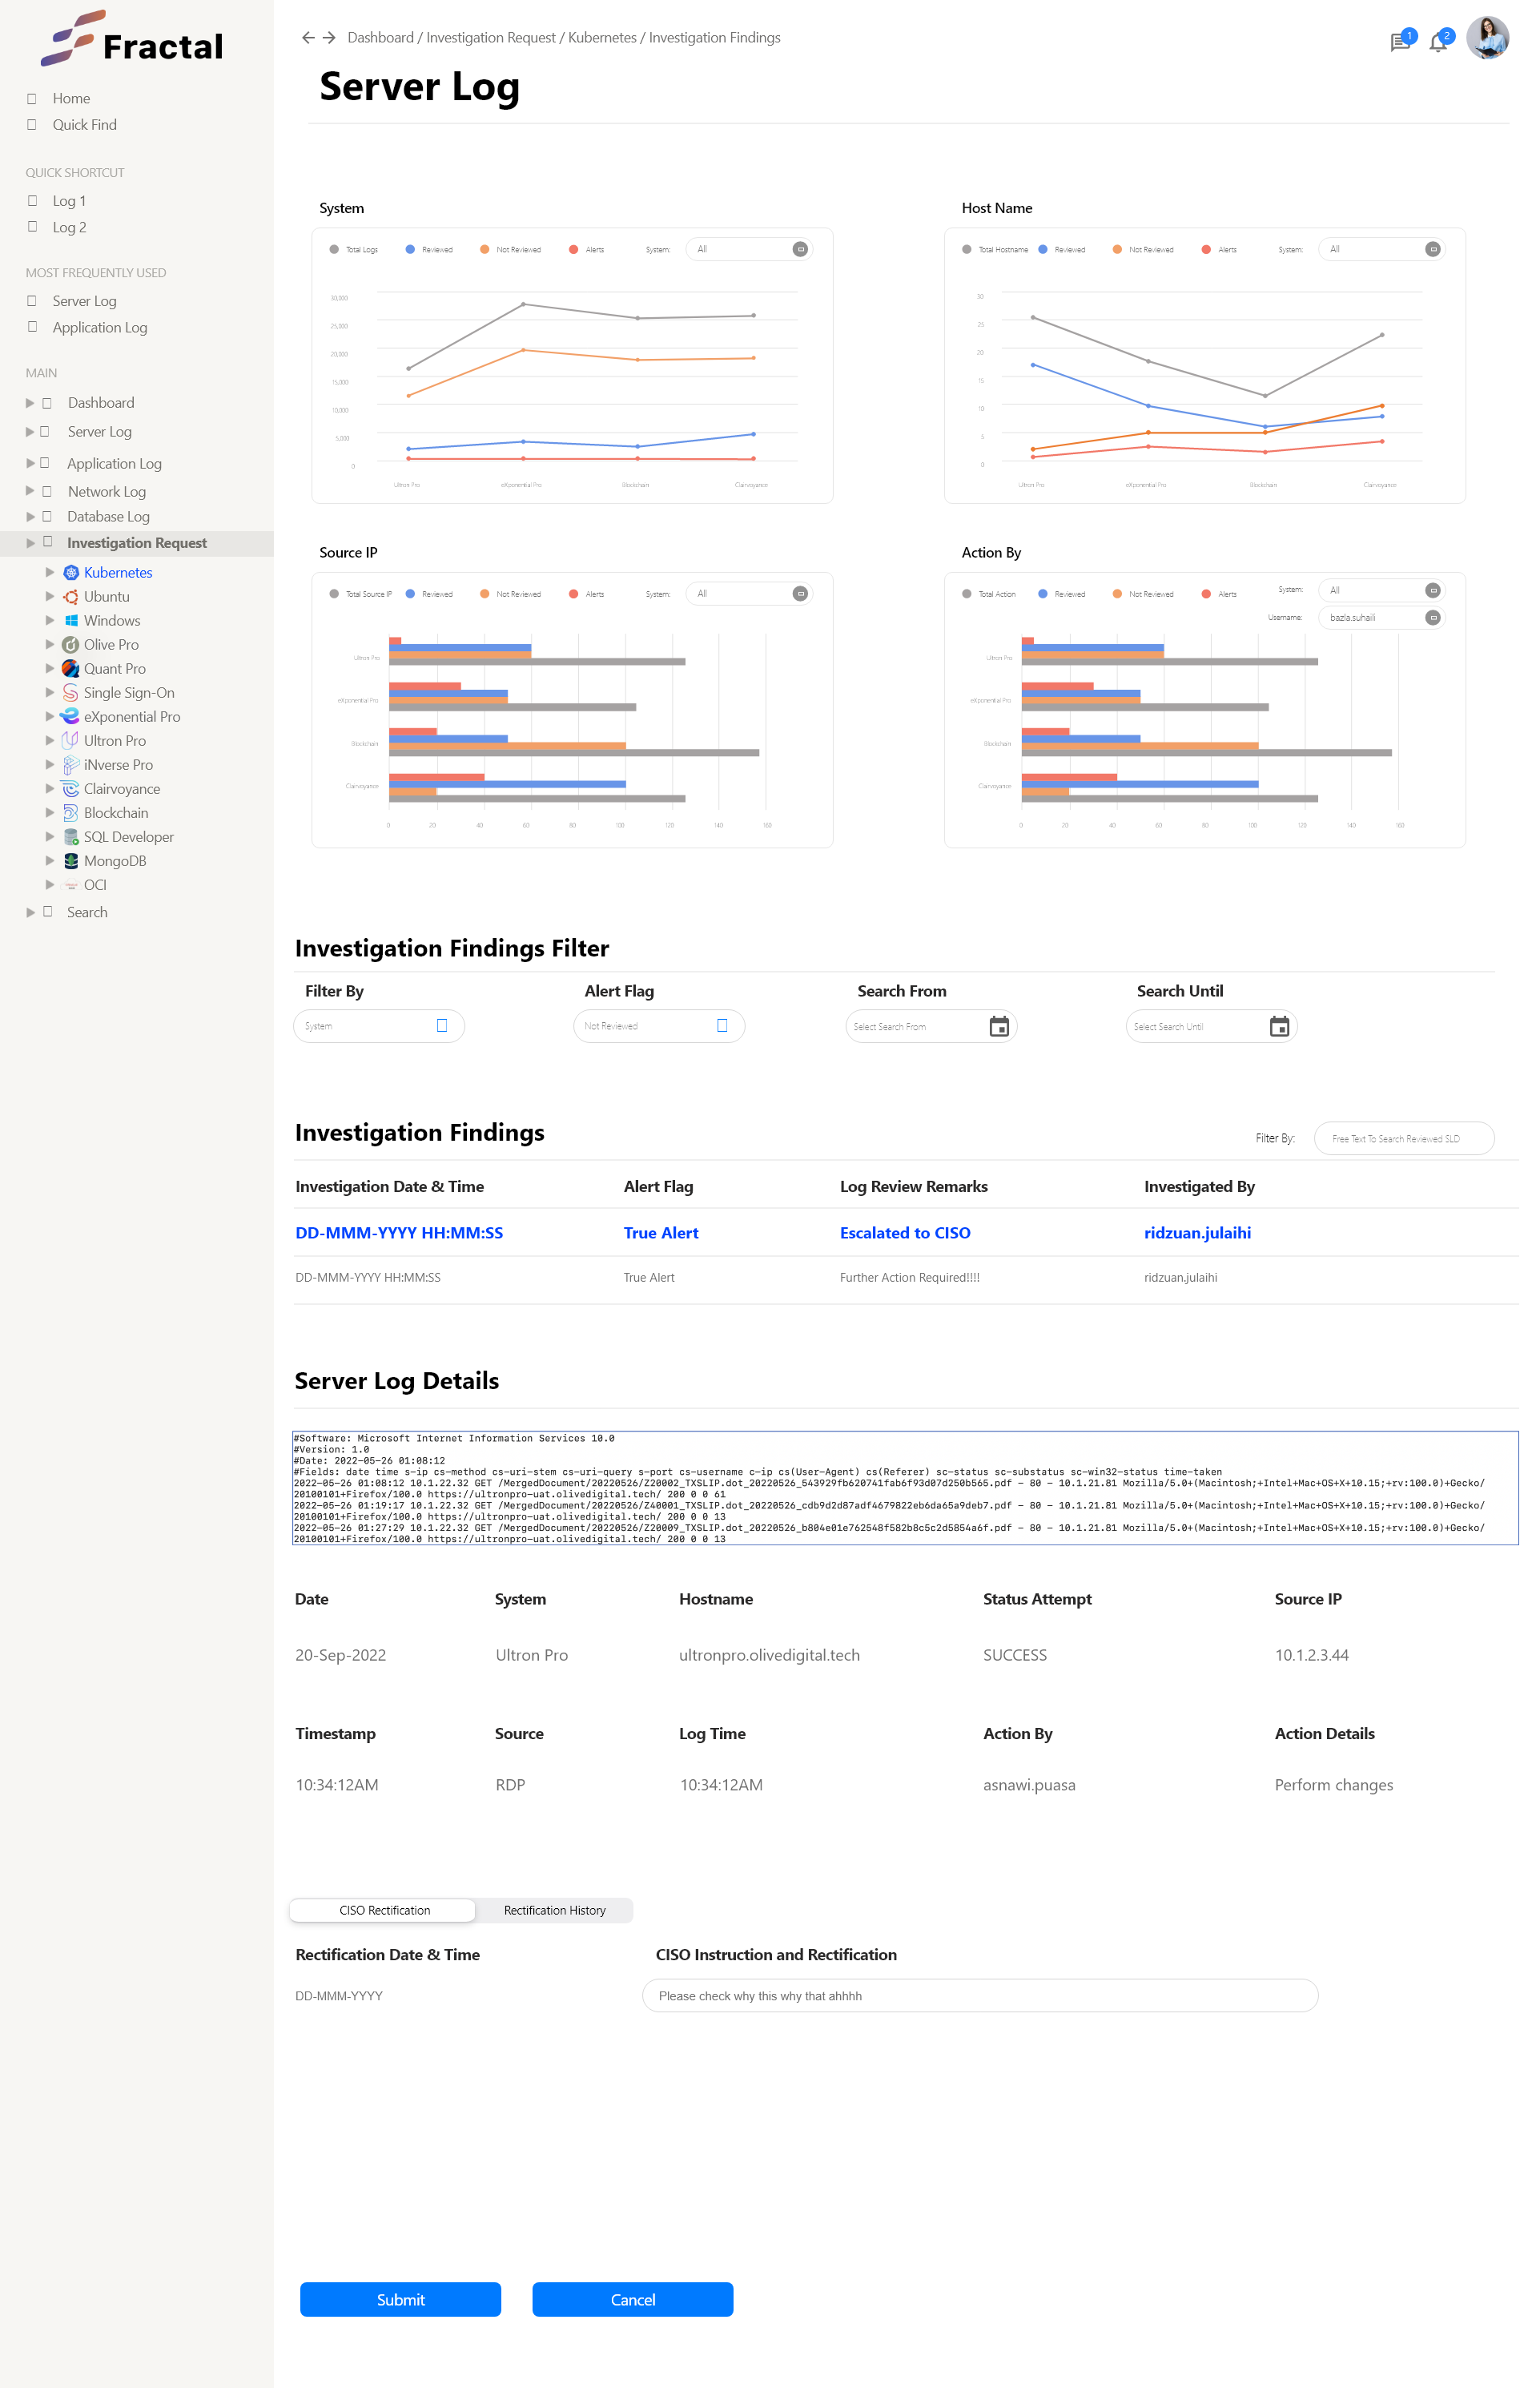 Fractal
Home
Quick Find
QUICK SHORTCUT
Log 1
Log 2
MOST FREQUENTLY USED
Server Log
Application Log
MAIN
Dashboard
Server Log
Application Log
Network Log
Database Log
Investigation Request
Kubernetes
Ubuntu
Windows
Olive Pro
Quant Pro
Single Sign-On
eXponential Pro
Ultron Pro
iNverse Pro
Clairvoyance
Blockchain
SQL Developer
MongoDB
OCI
Search
Dashboard / Investigation Request / Kubernetes / Investigation Findings
1
2
Server Log
System
Total Logs Reviewed Not Reviewed Alerts System: All
30,000
25,000
20,000
15,000
10,000
5,000
0
Ultron Pro eXponential Pro Blockchain Clairvoyance
Host Name
Total Hostname Reviewed Not Reviewed Alerts System: All
30
25
20
15
10
5
0
Ultron Pro eXponential Pro Blockchain Clairvoyance
Source IP
Total Source IP Reviewed Not Reviewed Alerts System: All
Ultron Pro
eXponential Pro
Blockchain
Clairvoyance
0 20 40 60 80 100 120 140 160
Action By
Total Action Reviewed Not Reviewed Alerts System: All
Username: bazla.suhaili
Ultron Pro
eXponential Pro
Blockchain
Clairvoyance
0 20 40 60 80 100 120 140 160
Investigation Findings Filter
Filter By Alert Flag Search From Search Until
System Not Reviewed Select Search From Select Search Until
Investigation Findings
Filter By: Free Text To Search Reviewed SLD
Investigation Date & Time Alert Flag Log Review Remarks Investigated By
DD-MMM-YYYY HH:MM:SS True Alert Escalated to CISO ridzuan.julaihi
DD-MMM-YYYY HH:MM:SS True Alert Further Action Required!!!! ridzuan.julaihi
Server Log Details
#Software: Microsoft Internet Information Services 10.0
#Version: 1.0
#Date: 2022-05-26 01:08:12
#Fields: date time s-ip cs-method cs-uri-stem cs-uri-query s-port cs-username c-ip cs(User-Agent) cs(Referer) sc-status sc-substatus sc-win32-status time-taken
2022-05-26 01:08:12 10.1.22.32 GET /MergedDocument/20220526/Z20002_TXSLIP.dot_20220526_543929fb620741fab6f93d07d250b565.pdf - 80 - 10.1.21.81 Mozilla/5.0+(Macintosh;+Intel+Mac+OS+X+10.15;+rv:100.0)+Gecko/
20100101+Firefox/100.0 https://ultronpro-uat.olivedigital.tech/ 200 0 0 61
2022-05-26 01:19:17 10.1.22.32 GET /MergedDocument/20220526/Z40001_TXSLIP.dot_20220526_cdb9d2d87adf4679822eb6da65a9deb7.pdf - 80 - 10.1.21.81 Mozilla/5.0+(Macintosh;+Intel+Mac+OS+X+10.15;+rv:100.0)+Gecko/
20100101+Firefox/100.0 https://ultronpro-uat.olivedigital.tech/ 200 0 0 13
2022-05-26 01:27:29 10.1.22.32 GET /MergedDocument/20220526/Z20009_TXSLIP.dot_20220526_b804e01e762548f582b8c5c2d5854a6f.pdf - 80 - 10.1.21.81 Mozilla/5.0+(Macintosh;+Intel+Mac+OS+X+10.15;+rv:100.0)+Gecko/
20100101+Firefox/100.0 https://ultronpro-uat.olivedigital.tech/ 200 0 0 13
Date System Hostname Status Attempt Source IP
20-Sep-2022 Ultron Pro ultronpro.olivedigital.tech SUCCESS 10.1.2.3.44
Timestamp Source Log Time Action By Action Details
10:34:12AM RDP 10:34:12AM asnawi.puasa Perform changes
CISO Rectification Rectification History
Rectification Date & Time CISO Instruction and Rectification
DD-MMM-YYYY Please check why this why that ahhhh
Submit Cancel